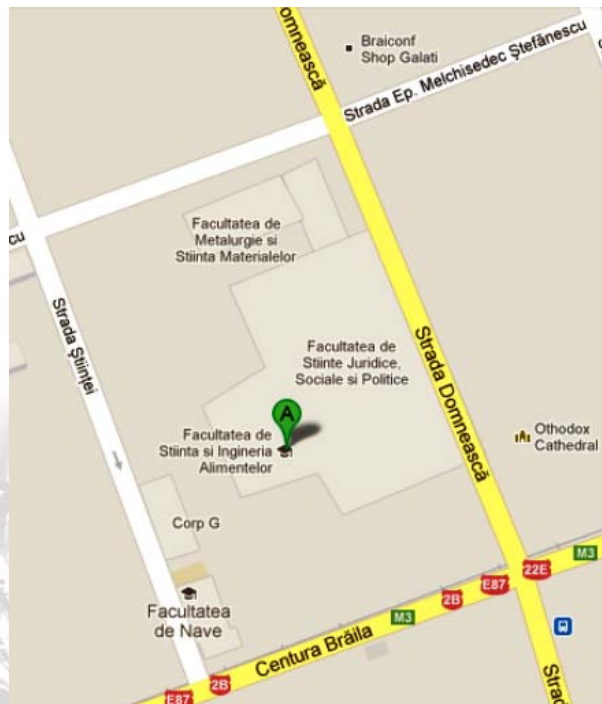 Domnească
Braiconf
Shop Galati
Strada Ep. Melchisedec Ştefănescu
cu
Facultatea de
Metalurgie si
Stiinta Materialelor
Strada Ştiinţei
Facultatea de
Stiinte Juridice,
Sociale si Politice
Strada Domnească
A
Facultatea de
Stiinta si Ingineria
Alimentelor
Othodox
Cathedral
Corp G
M3
22E
E87
2B
M3
Facultatea
de Nave
Centura Brăila
2B
E87
Strad